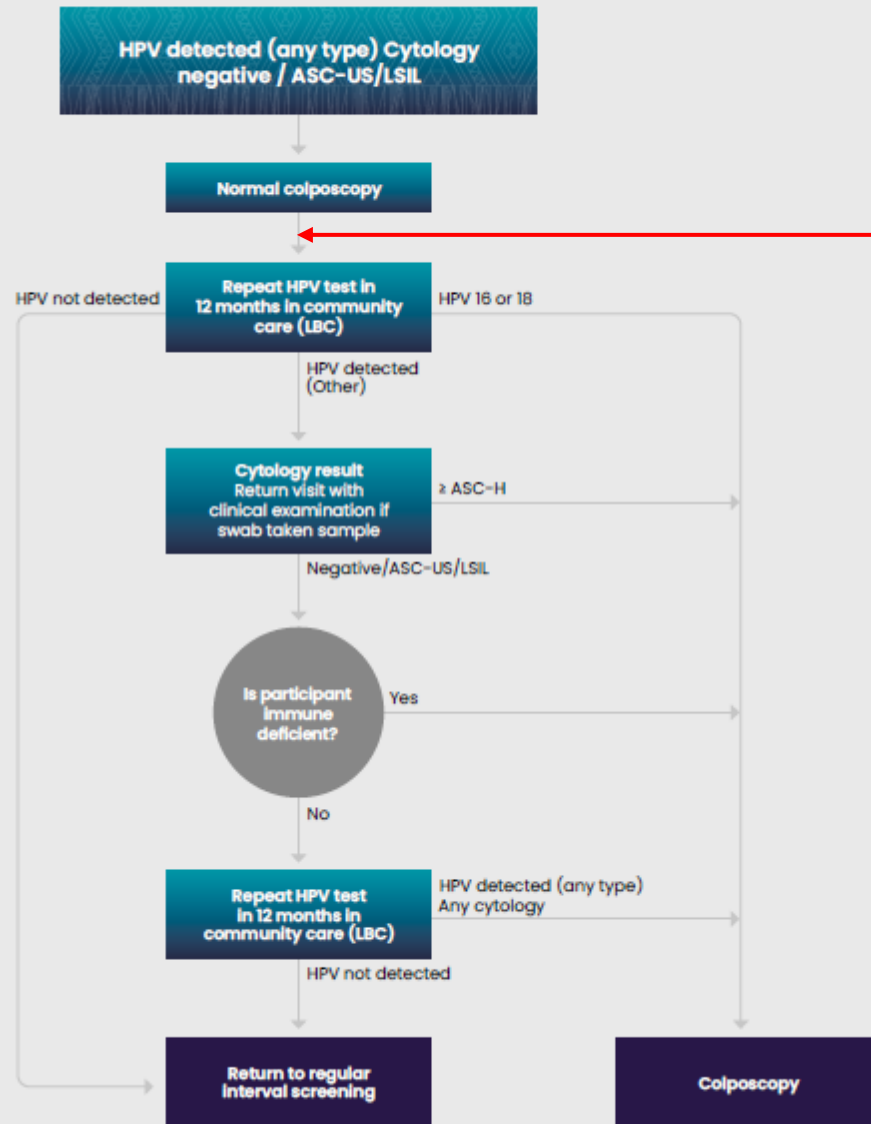 HPV detected (any type) Cytology
negative / ASC-US/LSIL
Normal colposcopy
HPV not detected
Repeat HPV test in
12 months in community
care (LBC)
HPV 16 or 18
HPV detected
(Other)
Cytology result
Return visit with
clinical examination if
swab taken sample
≥ ASC-H
Negative/ASC-US/LSIL
Is participant
immune
deficient?
Yes
No
Repeat HPV test
in 12 months in
community care (LBC)
HPV detected (any type)
Any cytology
HPV not detected
Return to regular
interval screening
Colposcopy